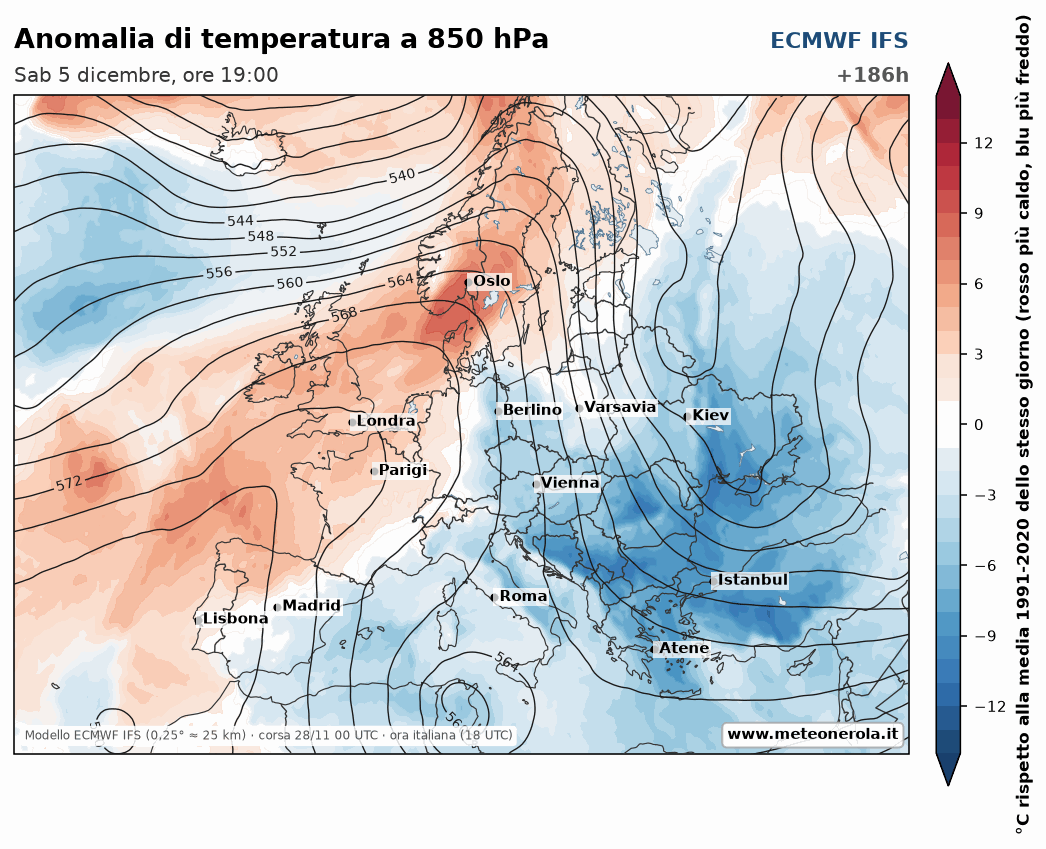 Anomalia di temperatura a 850 hPa
ECMWF IFS
Sab 5 dicembre, ore 19:00
+186h
540
544
548
552
556
560
564
568
572
564
Oslo
Londra
Berlino
Varsavia
Kiev
Parigi
Vienna
Istanbul
Roma
Madrid
Lisbona
Atene
Modello ECMWF IFS (0,25° ≈ 25 km) · corsa 28/11 00 UTC · ora italiana (18 UTC)
www.meteonerola.it
12
9
6
3
0
−3
−6
−9
−12
°C rispetto alla media 1991-2020 dello stesso giorno (rosso più caldo, blu più freddo)